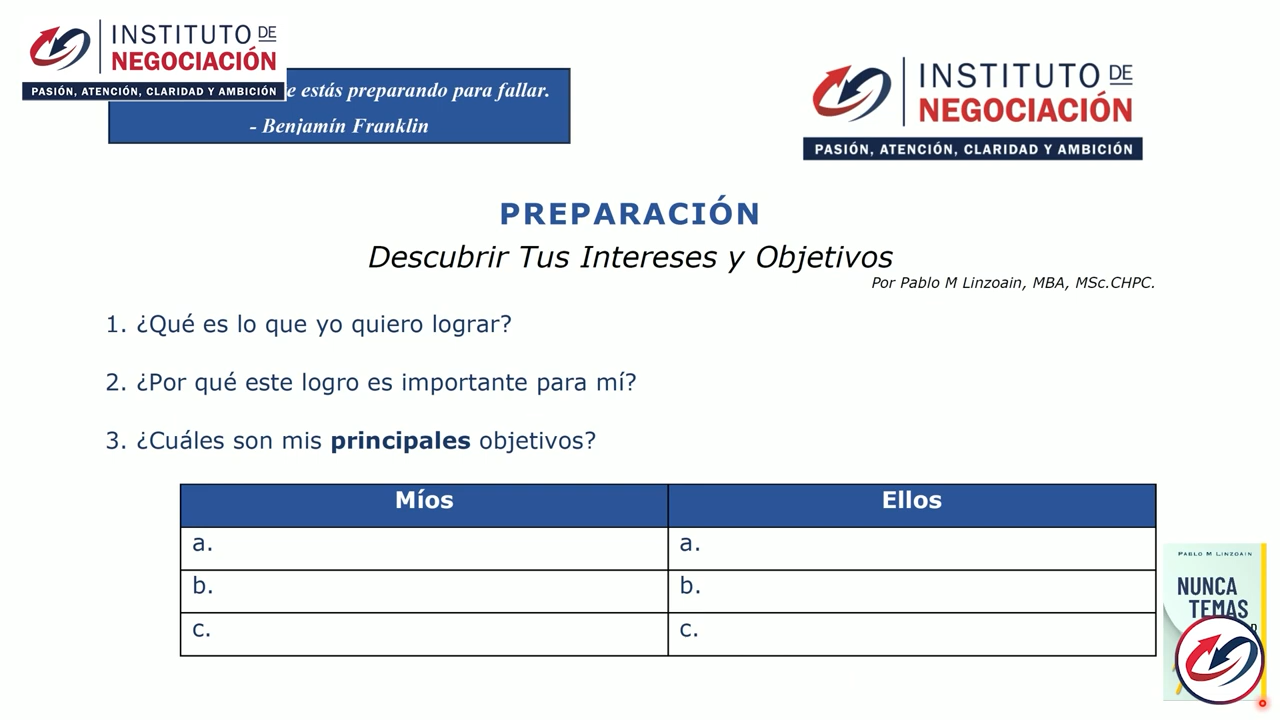 INSTITUTO DE
NEGOCIACIÓN
PASIÓN, ATENCIÓN, CLARIDAD Y AMBICIÓN
e estás preparando para fallar.
- Benjamín Franklin
INSTITUTO DE
NEGOCIACIÓN
PASIÓN, ATENCIÓN, CLARIDAD Y AMBICIÓN
PREPARACIÓN
Descubrir Tus Intereses y Objetivos
Por Pablo M Linzoain, MBA, MSc.CHPC.
1. ¿Qué es lo que yo quiero lograr?
2. ¿Por qué este logro es importante para mí?
3. ¿Cuáles son mis principales objetivos?
Míos Ellos
a. a.
b. b.
c. c.
PABLO M LINZOAIN
NUNCA
TEMAS